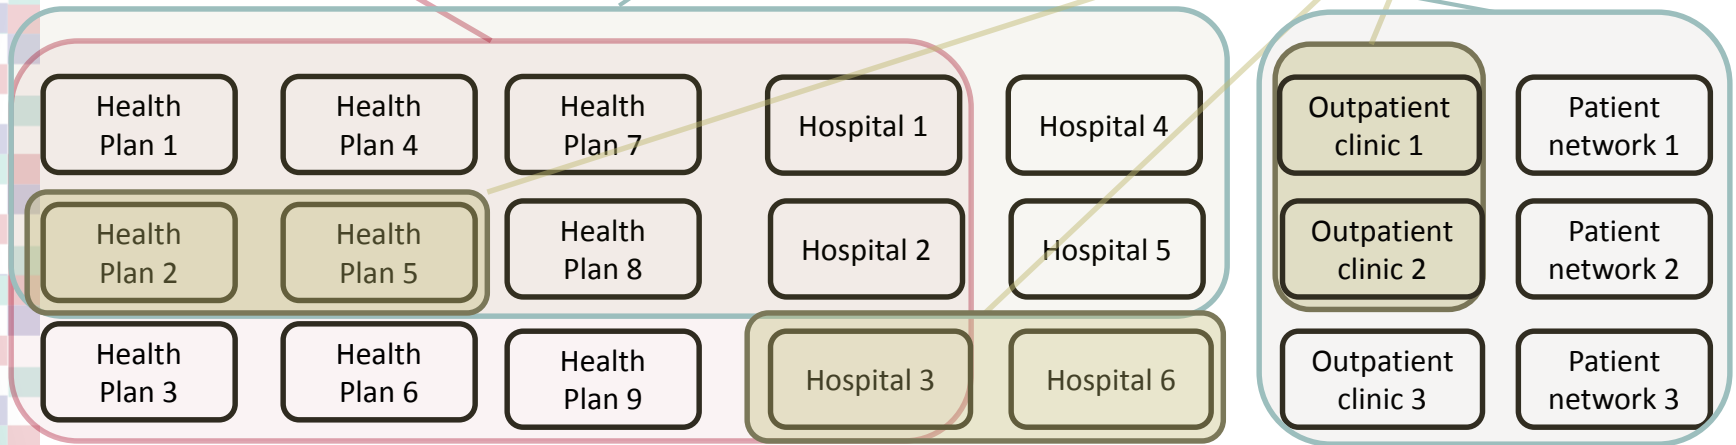 Health
Plan 1
Health
Plan 4
Health
Plan 7
Hospital 1
Hospital 4
Outpatient
clinic 1
Patient
network 1
Health
Plan 2
Health
Plan 5
Health
Plan 8
Hospital 2
Hospital 5
Outpatient
clinic 2
Patient
network 2
Health
Plan 3
Health
Plan 6
Health
Plan 9
Hospital 3
Hospital 6
Outpatient
clinic 3
Patient
network 3